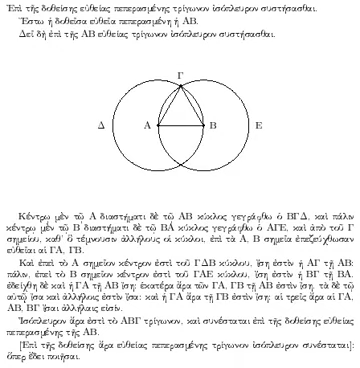 Ἐπὶ τῆς δοθείσης εὐθείας πεπερασμένης τρίγωνον ἰσόπλευρον συστήσασθαι.
Ἔστω ἡ δοθεῖσα εὐθεῖα πεπερασμένη ἡ ΑΒ.
Δεῖ δὴ ἐπὶ τῆς ΑΒ εὐθείας τρίγωνον ἰσόπλευρον συστήσασθαι.
Γ
Δ Α Β Ε
Κέντρῳ μὲν τῷ Α διαστήματι δὲ τῷ ΑΒ κύκλος γεγράφθω ὁ ΒΓΔ, καὶ πάλιν
κέντρῳ μὲν τῷ Β διαστήματι δὲ τῷ ΒΑ κύκλος γεγράφθω ὁ ΑΓΕ, καὶ ἀπὸ τοῦ Γ
σημείου, καθ᾽ ὃ τέμνουσιν ἀλλήλους οἱ κύκλοι, ἐπὶ τὰ Α, Β σημεῖα ἐπεζεύχθωσαν
εὐθεῖαι αἱ ΓΑ, ΓΒ.
Καὶ ἐπεὶ τὸ Α σημεῖον κέντρον ἐστὶ τοῦ ΓΔΒ κύκλου, ἴση ἐστὶν ἡ ΑΓ τῇ ΑΒ·
πάλιν, ἐπεὶ τὸ Β σημεῖον κέντρον ἐστὶ τοῦ ΓΑΕ κύκλου, ἴση ἐστὶν ἡ ΒΓ τῇ ΒΑ.
ἐδείχθη δὲ καὶ ἡ ΓΑ τῇ ΑΒ ἴση· ἑκατέρα ἄρα τῶν ΓΑ, ΓΒ τῇ ΑΒ ἐστὶν ἴση. τὰ δὲ τῷ
αὐτῷ ἴσα καὶ ἀλλήλοις ἐστὶν ἴσα· καὶ ἡ ΓΑ ἄρα τῇ ΓΒ ἐστὶν ἴση· αἱ τρεῖς ἄρα αἱ ΓΑ,
ΑΒ, ΒΓ ἴσαι ἀλλήλαις εἰσίν.
Ἰσόπλευρον ἄρα ἐστὶ τὸ ΑΒΓ τρίγωνον, καὶ συνέσταται ἐπὶ τῆς δοθείσης εὐθείας
πεπερασμένης τῆς ΑΒ.
[Ἐπὶ τῆς δοθείσης ἄρα εὐθείας πεπερασμένης τρίγωνον ἰσόπλευρον συνέσταται]·
ὅπερ ἔδει ποιῆσαι.